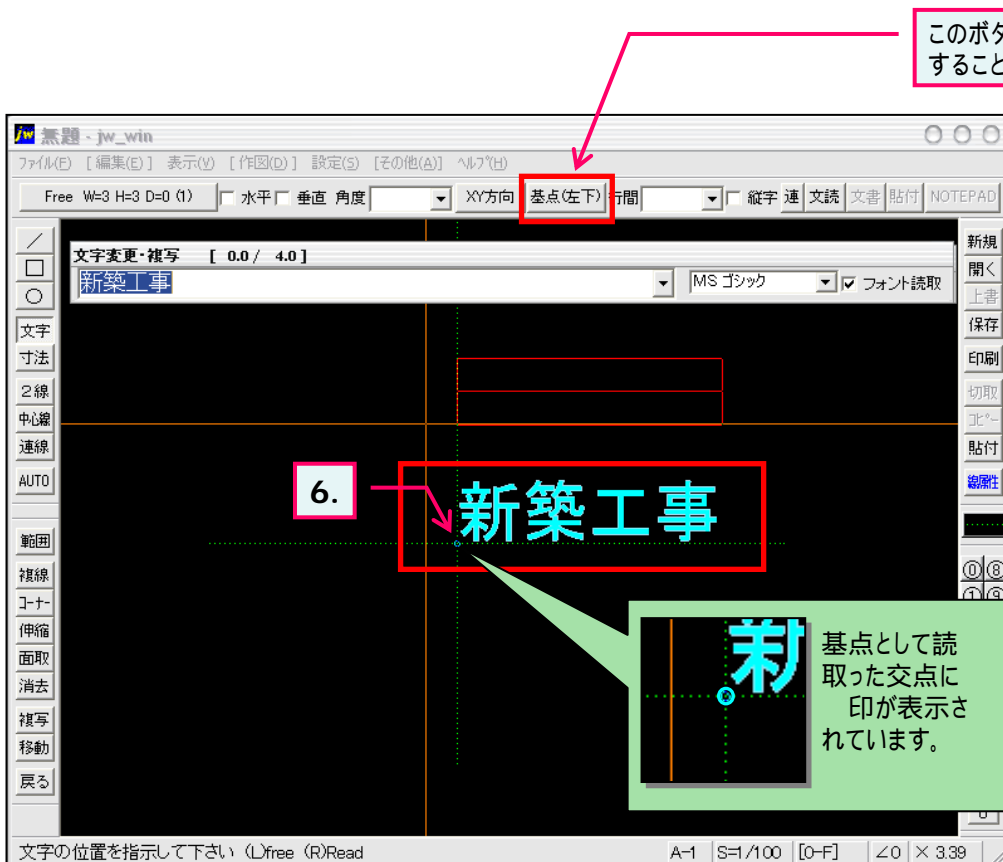 このボタ
すること
無題 - jw_win
ファイル(F) [編集(E)] 表示(V) [作図(D)] 設定(S) [その他(A)] ヘルプ(H)
Free W=3 H=3 D=0 (1) 水平 垂直 角度 XY方向 基点(左下) 行間 縦字 連 文読 文書 貼付 NOTEPAD
文字変更・複写 [ 0.0 / 4.0 ]
新築工事 MS ゴシック フォント読取
/
□
○
文字
寸法
2線
中心線
連線
AUTO
範囲
複線
コーナー
伸縮
面取
消去
複写
移動
戻る
6.
新築工事
新
基点として読
取った交点に
印が表示さ
れています。
新規
開く
上書
保存
印刷
切取
コピー
貼付
線属性
⓪ ⑧
① ⑨
文字の位置を指示して下さい (L)free (R)Read A-1 S=1/100 [0-F] ∠0 × 3.39